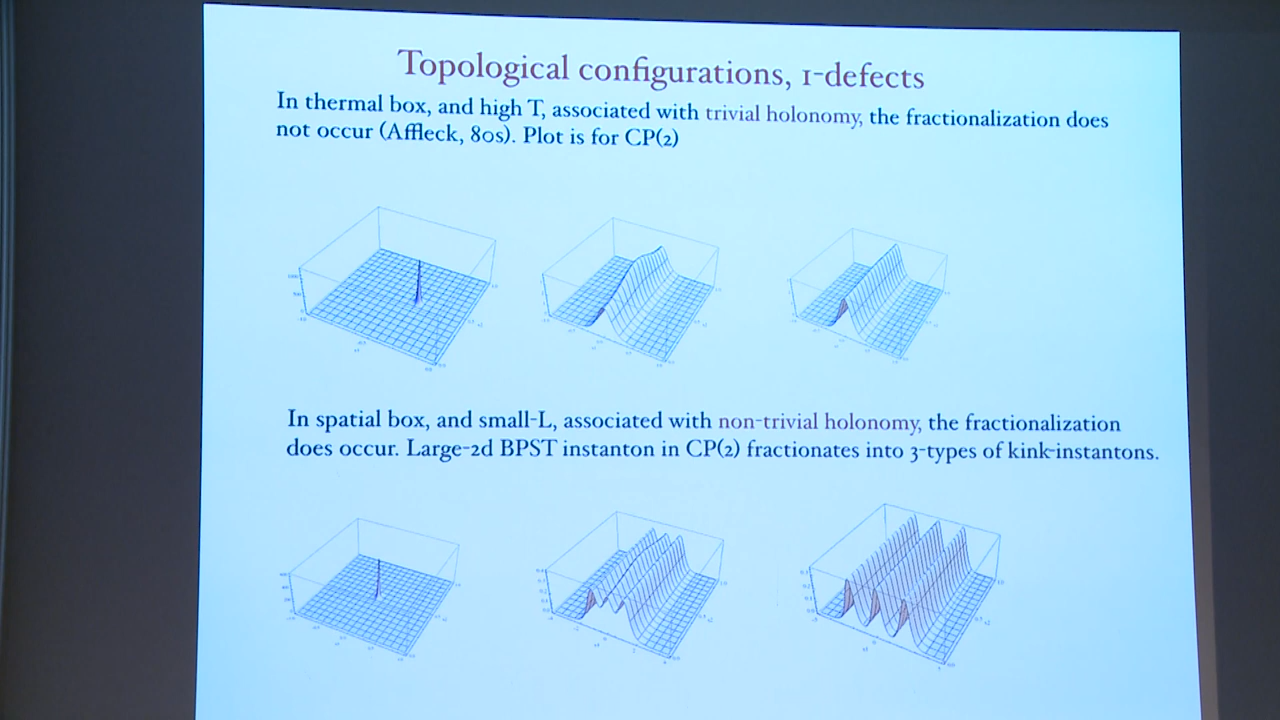 Topological configurations, 1-defects
In thermal box, and high T, associated with trivial holonomy, the fractionalization does
not occur (Affleck, 80s). Plot is for CP(2)
In spatial box, and small-L, associated with non-trivial holonomy, the fractionalization
does occur. Large-2d BPST instanton in CP(2) fractionates into 3-types of kink-instantons.